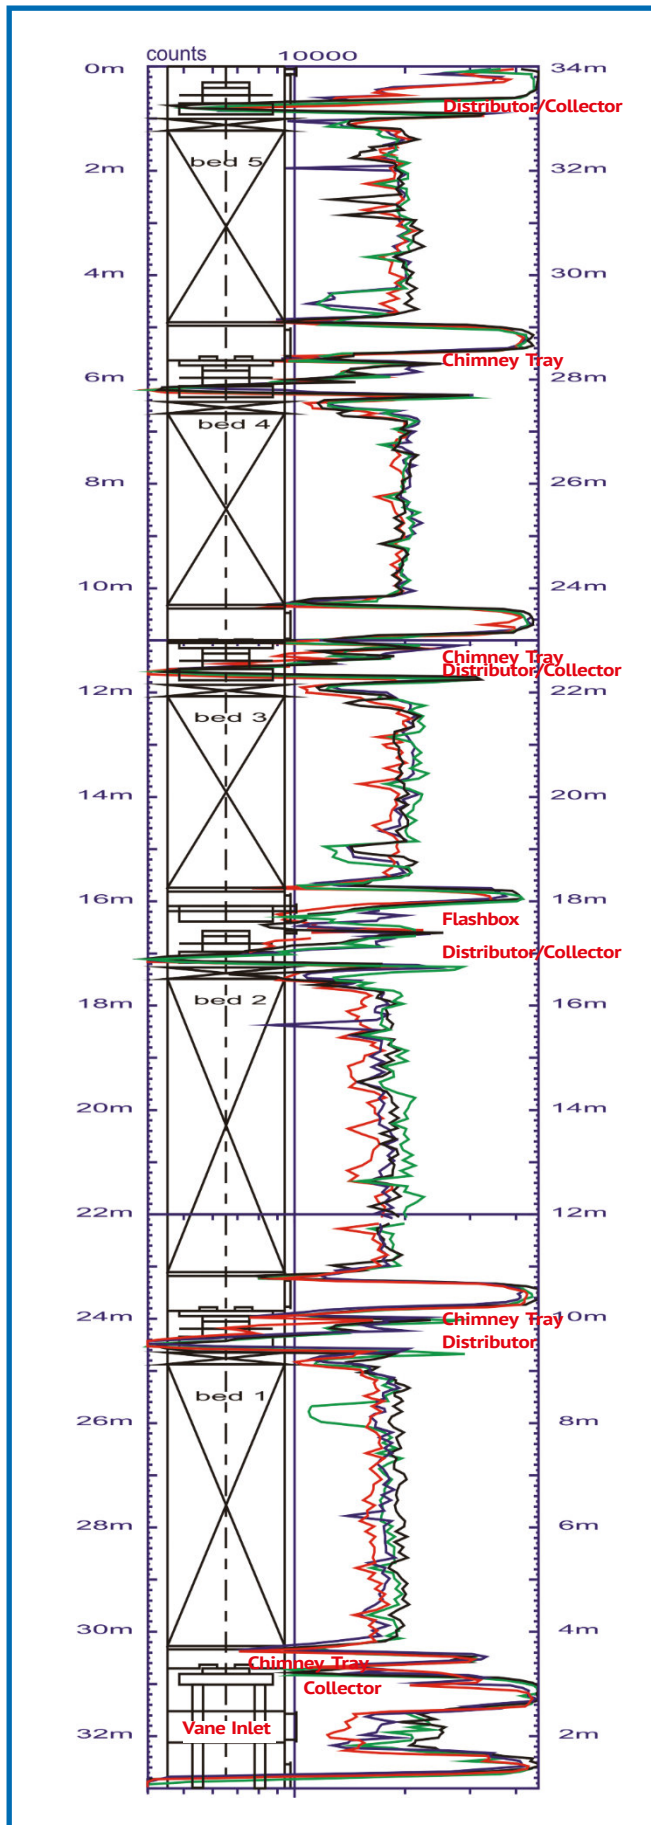 counts 10000
0m 34m
Distributor/Collector
bed 5
2m 32m
4m 30m
Chimney Tray
6m 28m
bed 4
8m 26m
10m 24m
Chimney Tray
Distributor/Collector
12m 22m
bed 3
14m 20m
16m 18m
Flashbox
Distributor/Collector
bed 2
18m 16m
20m 14m
22m 12m
24m 10m
Chimney Tray
Distributor
bed 1
26m 8m
28m 6m
30m 4m
Chimney Tray
Collector
Vane Inlet
32m 2m